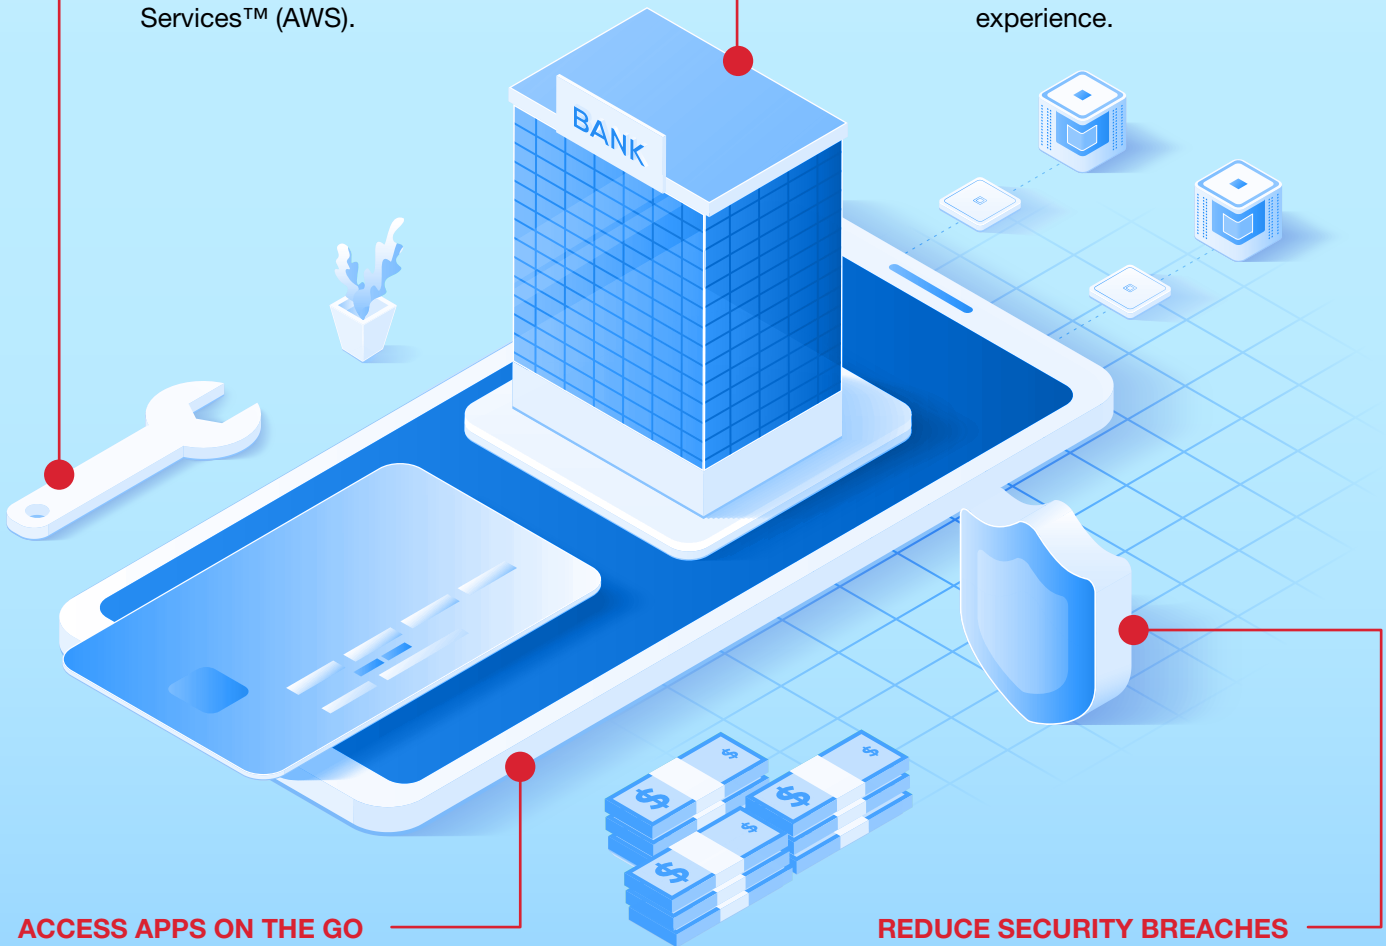 Services™ (AWS).
experience.
BANK
$
$
$
$
$
$
ACCESS APPS ON THE GO
REDUCE SECURITY BREACHES